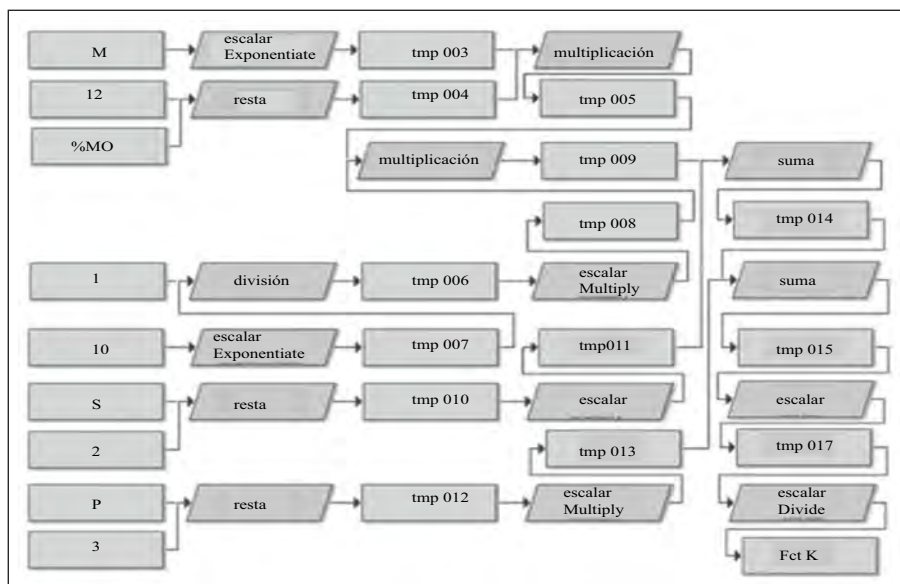 M
escalar
Exponentiate
tmp 003
multiplicación
12
resta
tmp 004
tmp 005
%MO
multiplicación
tmp 009
suma
tmp 008
tmp 014
1
división
tmp 006
escalar
Multiply
suma
10
escalar
Exponentiate
tmp 007
tmp011
tmp 015
S
resta
tmp 010
escalar
escalar
2
tmp 013
tmp 017
P
resta
tmp 012
escalar
Multiply
escalar
Divide
3
Fct K